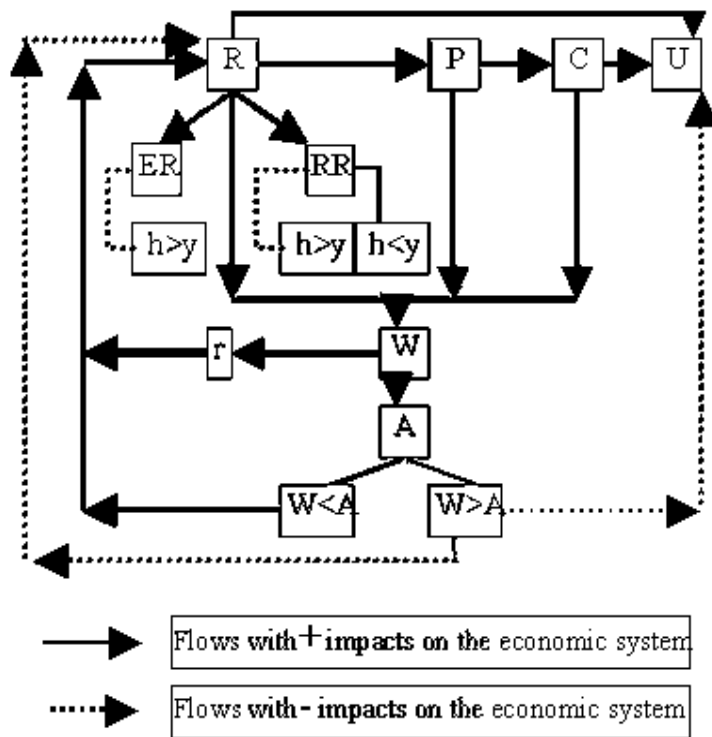 R P C U
ER RR
h>y h>y h<y
r W
A
W<A W>A
Flows with+ impacts on the economic system
Flows with- impacts on the economic system